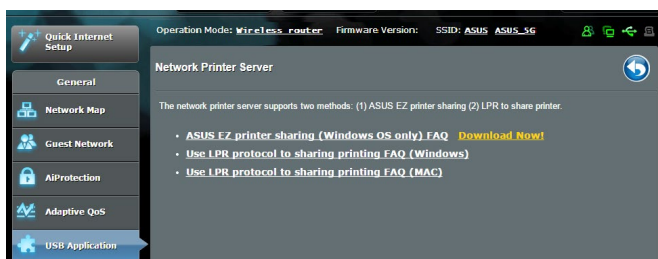 Quick Internet
Setup
Operation Mode: Wireless router Firmware Version: SSID: ASUS ASUS_5G
General
Network Map
Guest Network
AiProtection
Adaptive QoS
USB Application
Network Printer Server
The network printer server supports two methods: (1) ASUS EZ printer sharing (2) LPR to share printer.
ASUS EZ printer sharing (Windows OS only) FAQ Download Now!
Use LPR protocol to sharing printing FAQ (Windows)
Use LPR protocol to sharing printing FAQ (MAC)